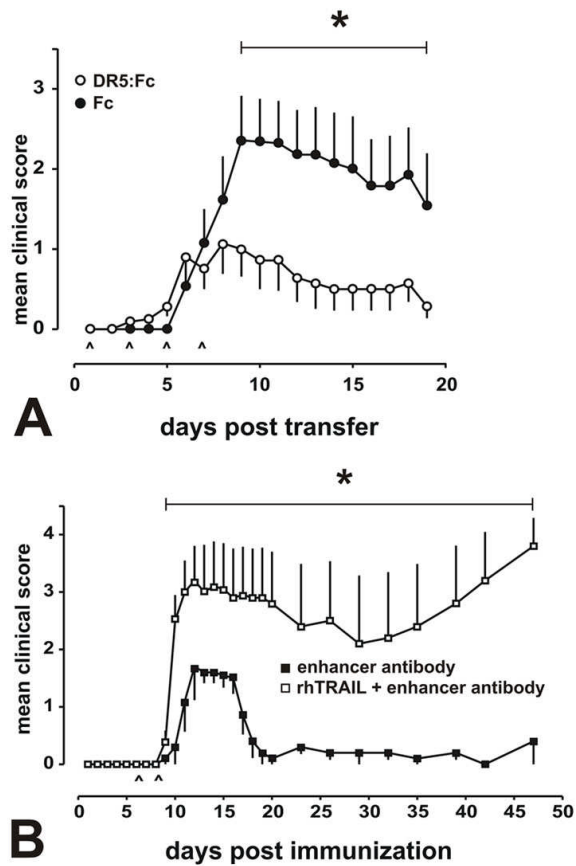 *
3
DR5:Fc
Fc
2
mean clinical score
1
0
^ ^ ^ ^
0 5 10 15 20
A
days post transfer
*
4
3
mean clinical score
2
enhancer antibody
rhTRAIL + enhancer antibody
1
0
^ ^
0 5 10 15 20 25 30 35 40 45 50
B
days post immunization